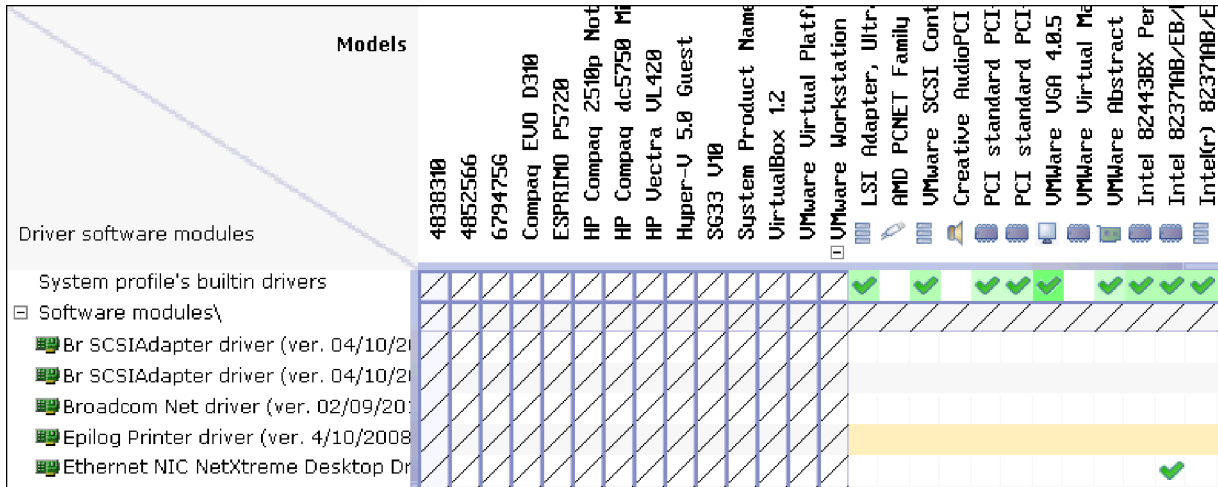 Models
Driver software modules
4838310
4852566
679475G
Compaq EVO D310
ESPRIMO P5720
HP Compaq 2510p Not
HP Compaq dc5750 Mi
HP Vectra VL420
Hyper-V 5.0 Guest
SG33 V10
System Product Name
VirtualBox 1.2
VMware Virtual Platf
VMware Workstation
LSI Adapter, Ultr
AMD PCNET Family
VMware SCSI Cont
Creative AudioPCI
PCI standard PCI-
PCI standard PCI-
VMWare VGA 4.0.5
VMware Virtual Ma
VMWare Abstract
Intel 82443BX Pen
Intel 82371AB/EB/
Intel(r) 82371AB/E
System profile's builtin drivers
Software modules\
Br SCSIAdapter driver (ver. 04/10/20
Br SCSIAdapter driver (ver. 04/10/20
Broadcom Net driver (ver. 02/09/201
Epilog Printer driver (ver. 4/10/2008
Ethernet NIC NetXtreme Desktop Dr